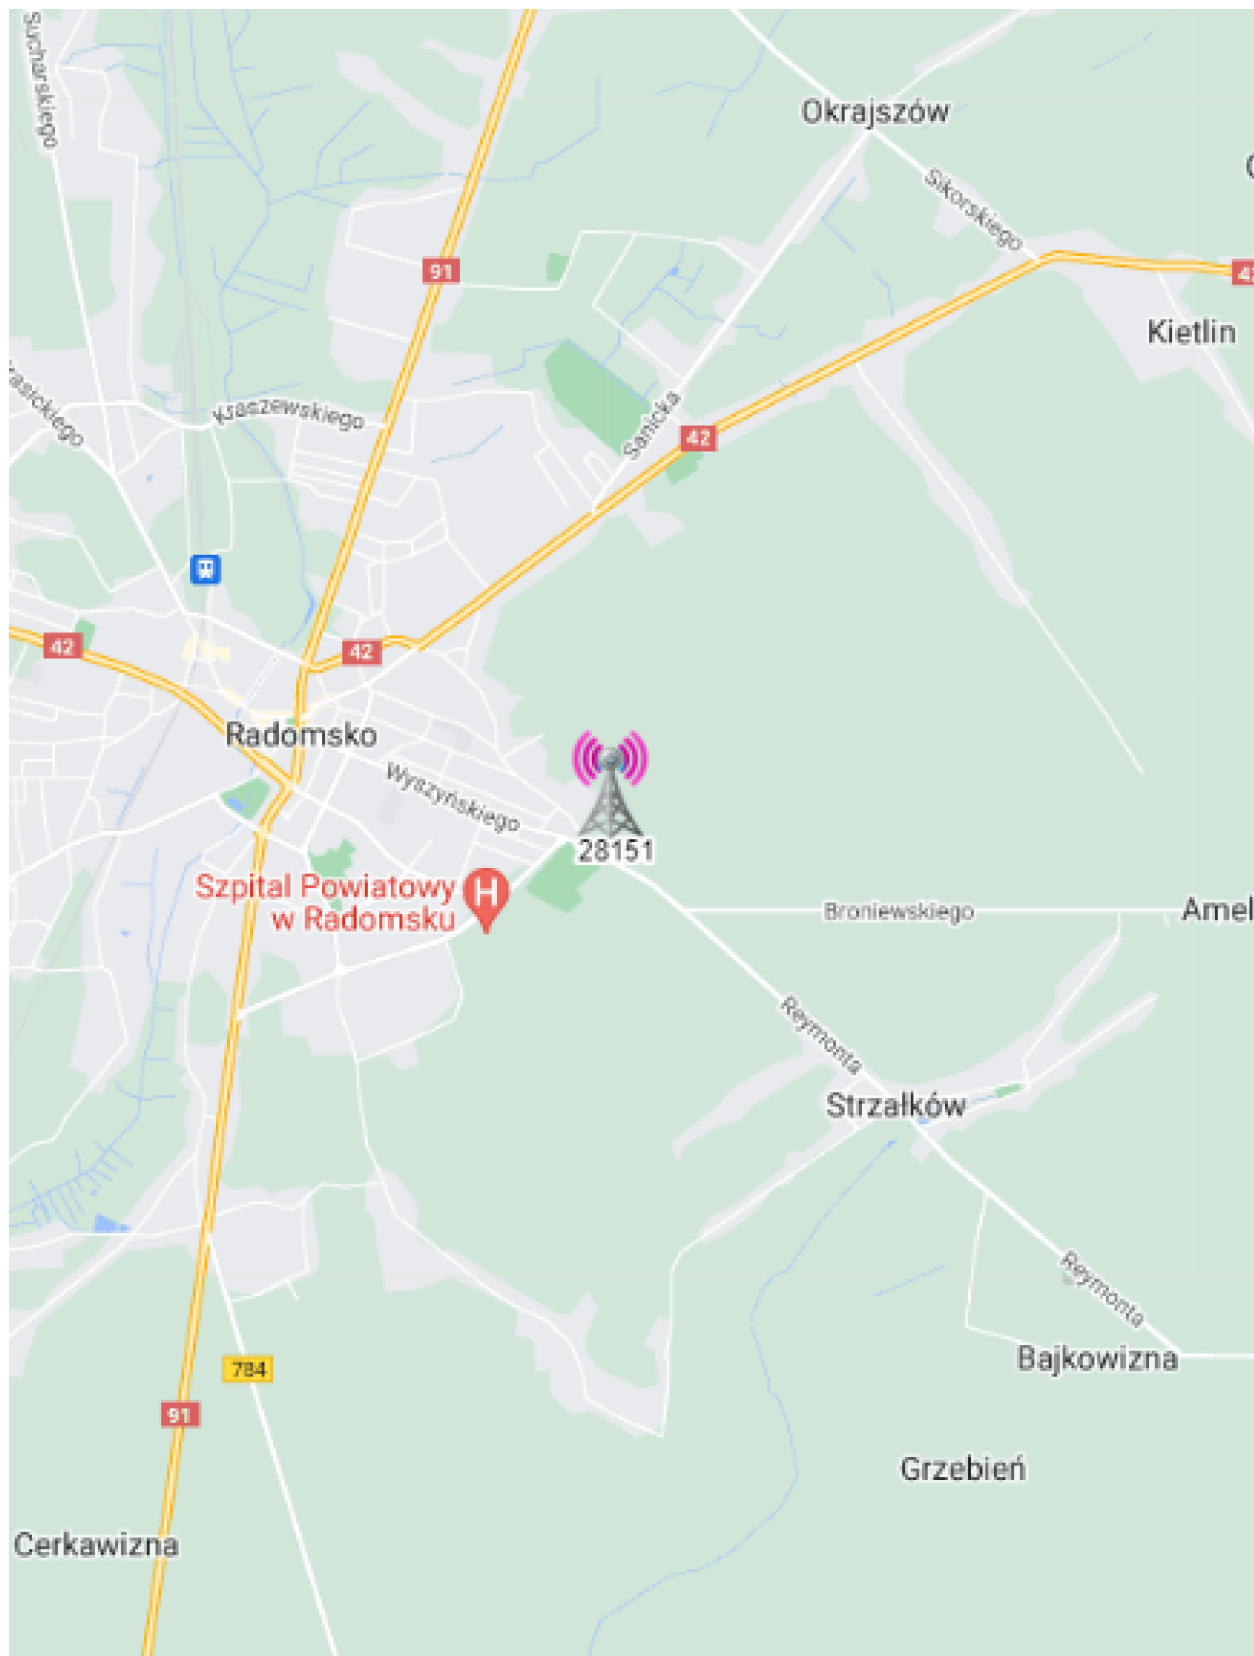 Sucharskiego
Okrajszów
Sikorskiego
91
42
Kietlin
Kraszewskiego
Sanicka
42
42
42
Radomsko
Wyszyńskiego
28151
Szpital Powiatowy
w Radomsku
H
Broniewskiego
Amel
Reymonta
Strzałków
Reymonta
Bajkowizna
784
91
Grzebień
Cerkawizna